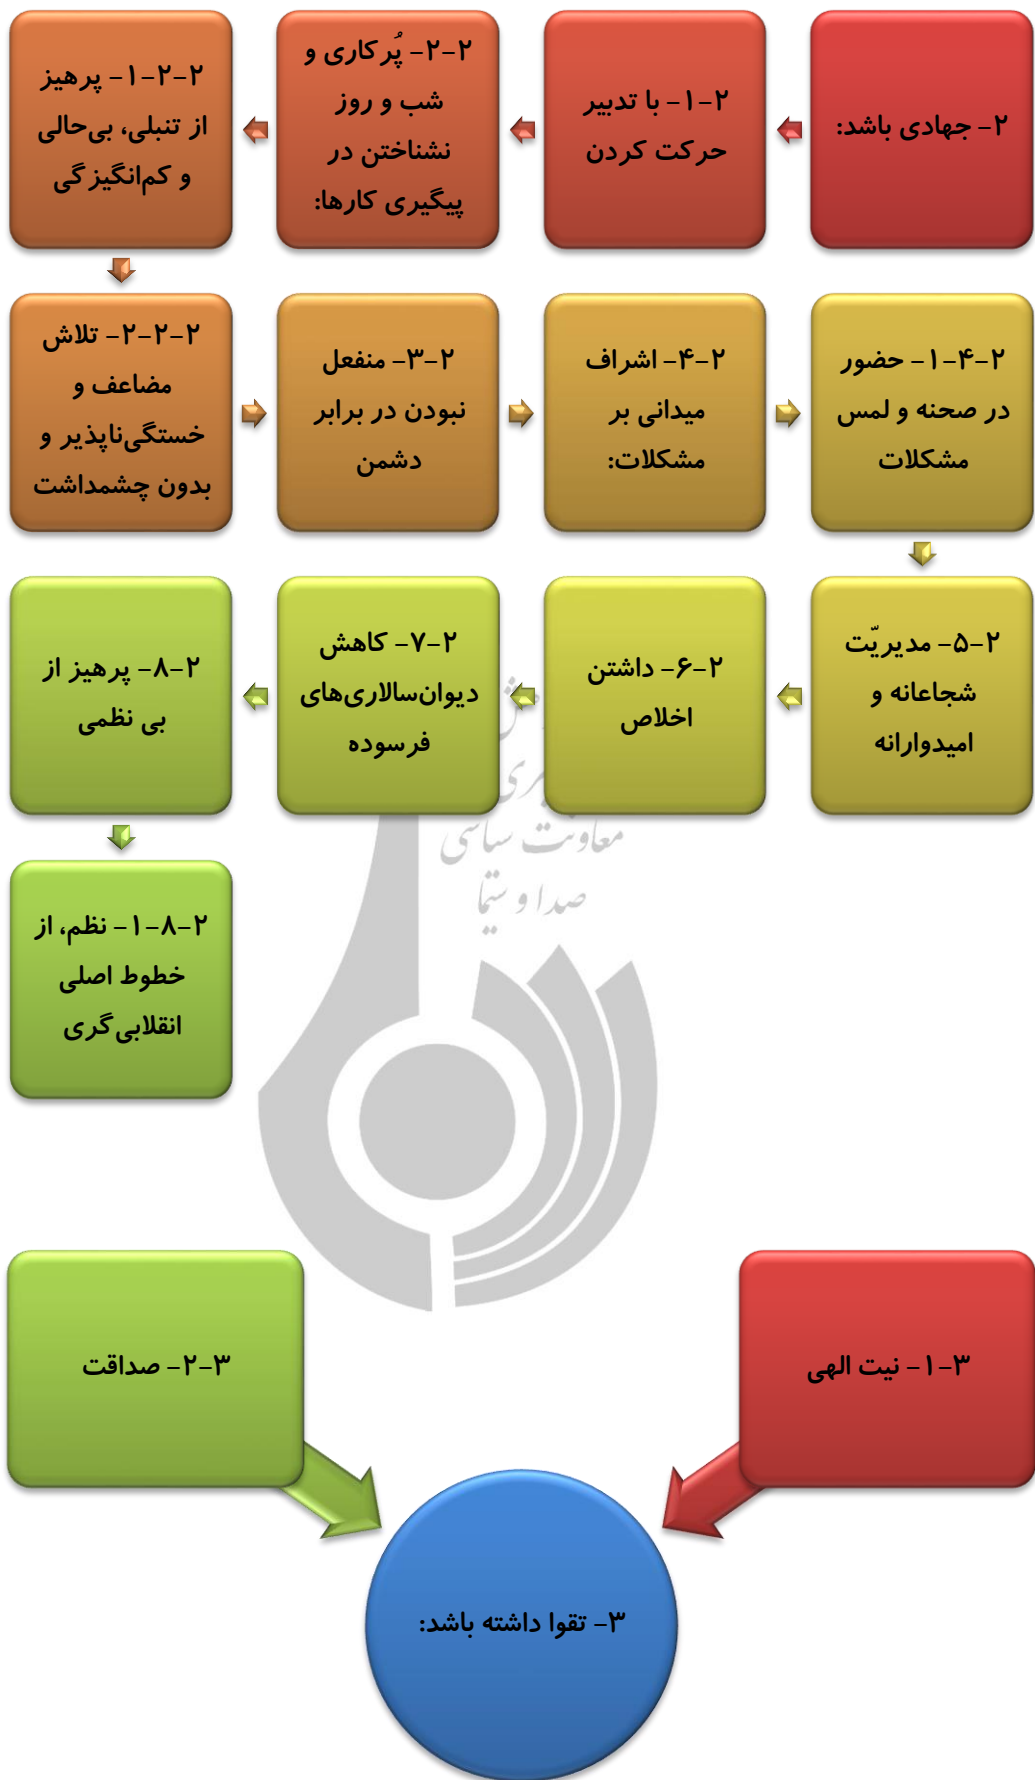 ۲- جهادی باشد:
۲-۱- با تدبیر
حرکت کردن
۲-۲- پُرکاری و
شب و روز
نشناختن در
پیگیری کارها:
۲-۲-۱- پرهیز
از تنبلی، بی‌حالی
و کم‌انگیزگی
۲-۲-۲- تلاش
مضاعف و
خستگی‌ناپذیر و
بدون چشمداشت
۲-۳- منفعل
نبودن در برابر
دشمن
۲-۴- اشراف
میدانی بر
مشکلات:
۲-۴-۱- حضور
در صحنه و لمس
مشکلات
۲-۵- مدیریّت
شجاعانه و
امیدوارانه
۲-۶- داشتن
اخلاص
۲-۷- کاهش
دیوان‌سالاری‌های
فرسوده
۲-۸- پرهیز از
بی نظمی
۲-۸-۱- نظم، از
خطوط اصلی
انقلابی‌گری
معاونت سیاسی
صدا و سیما
۳-۱- نیت الهی
۳-۲- صداقت
۳- تقوا داشته باشد: